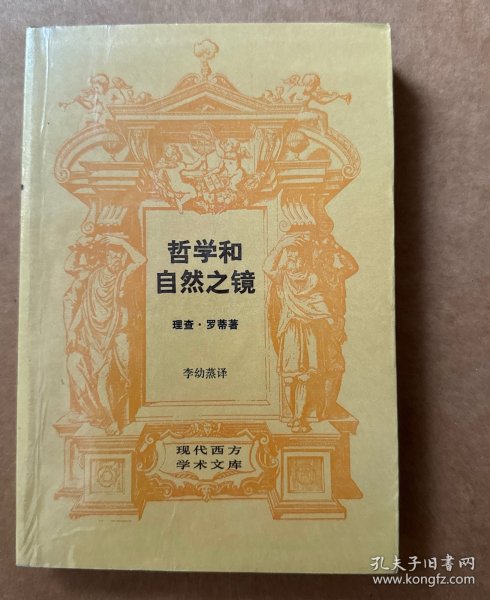 哲学和
自然之镜
理查·罗蒂著
李幼蒸译
现代西方
学术文库
孔夫子旧书网
www.kongfz.com